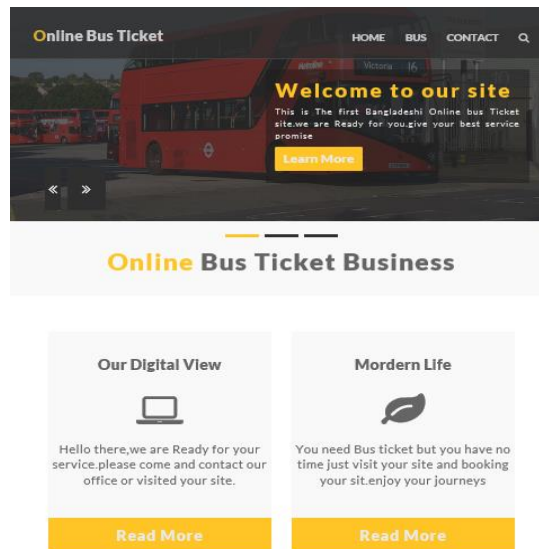 Online Bus Ticket
HOME BUS CONTACT
Victoria 16
Welcome to our site
This is The first Bangladeshi Online bus Ticket
site.we are Ready for you.give your best service
promise
Learn More
Online Bus Ticket Business
Our Digital View
Hello there,we are Ready for your
service.please come and contact our
office or visited your site.
Read More
Mordern Life
You need Bus ticket but you have no
time just visit your site and booking
your sit.enjoy your journeys
Read More